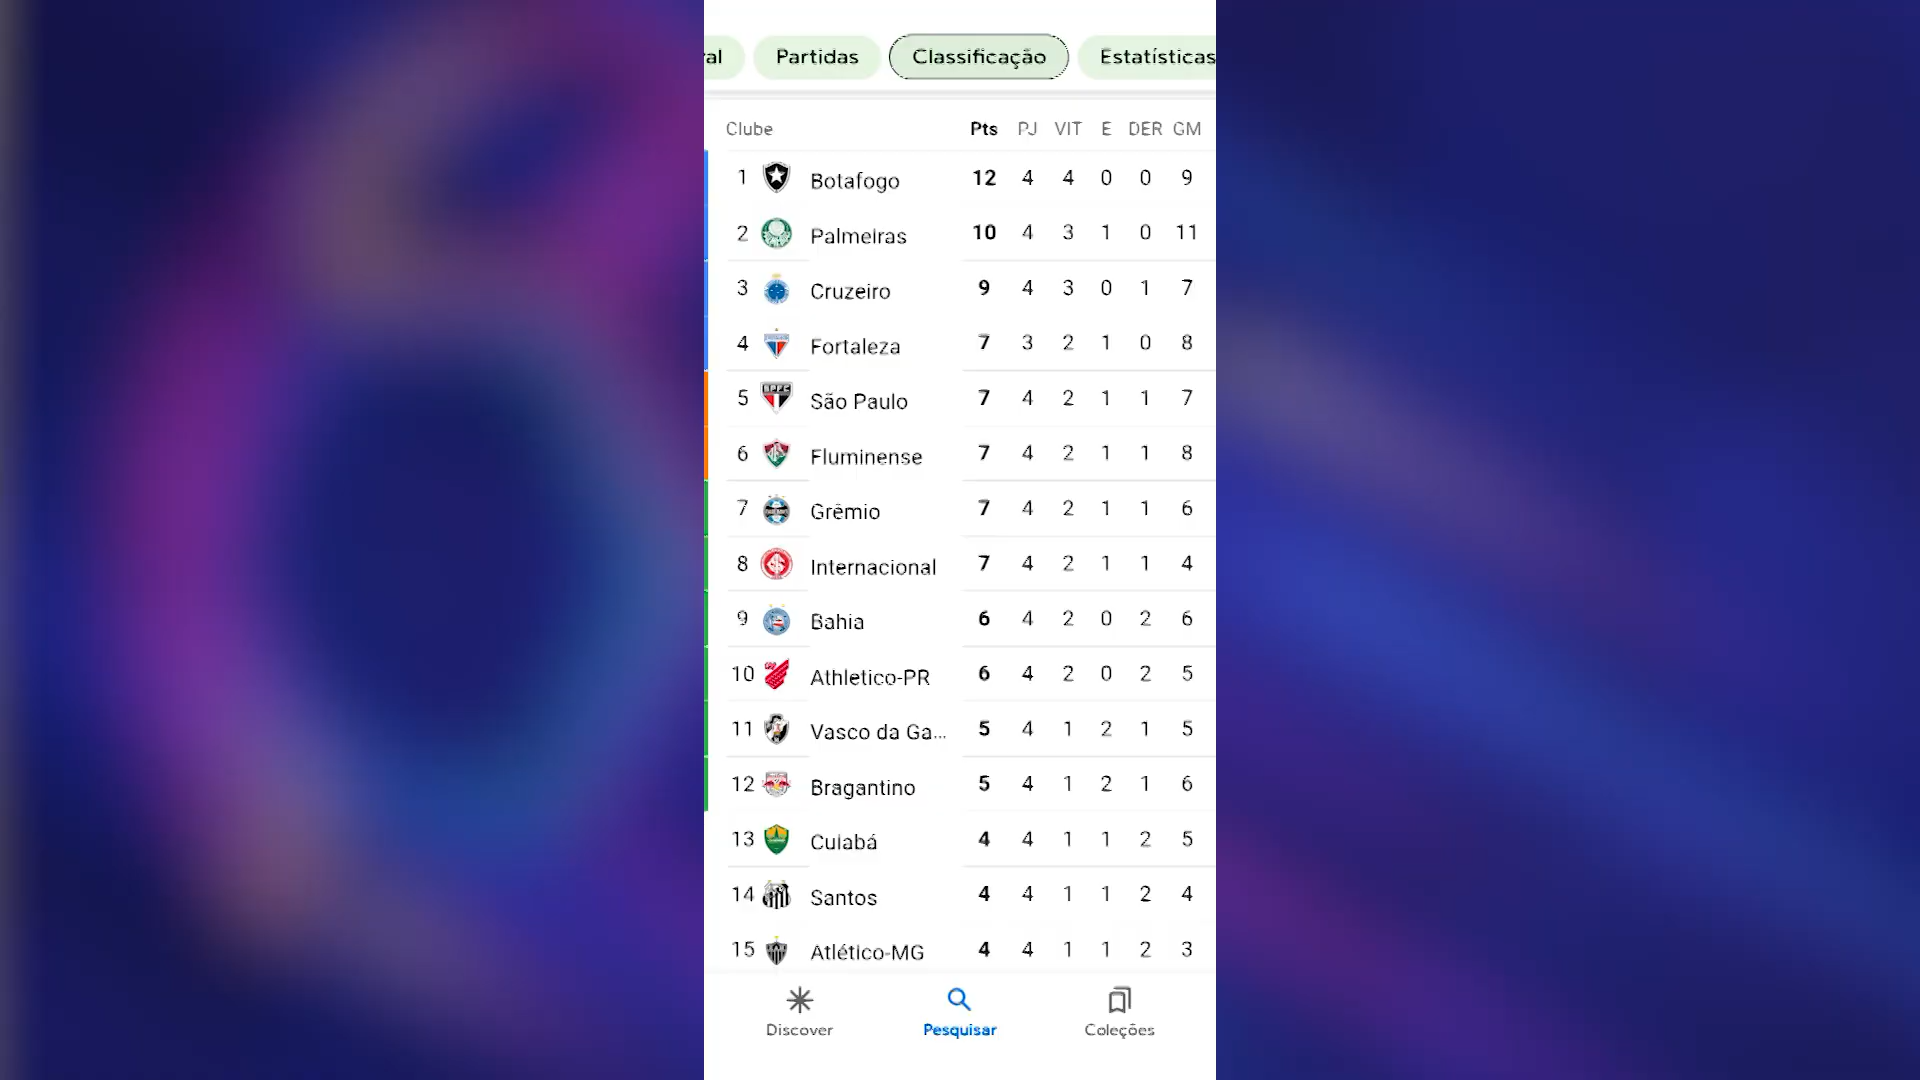 al Partidas Classificação Estatísticas
Clube Pts PJ VIT E DER GM
1 Botafogo 12 4 4 0 0 9
2 Palmeiras 10 4 3 1 0 11
3 Cruzeiro 9 4 3 0 1 7
4 Fortaleza 7 3 2 1 0 8
5 São Paulo 7 4 2 1 1 7
6 Fluminense 7 4 2 1 1 8
7 Grêmio 7 4 2 1 1 6
8 Internacional 7 4 2 1 1 4
9 Bahia 6 4 2 0 2 6
10 Athletico-PR 6 4 2 0 2 5
11 Vasco da Ga... 5 4 1 2 1 5
12 Bragantino 5 4 1 2 1 6
13 Cuiabá 4 4 1 1 2 5
14 Santos 4 4 1 1 2 4
15 Atlético-MG 4 4 1 1 2 3
Discover Pesquisar Coleções